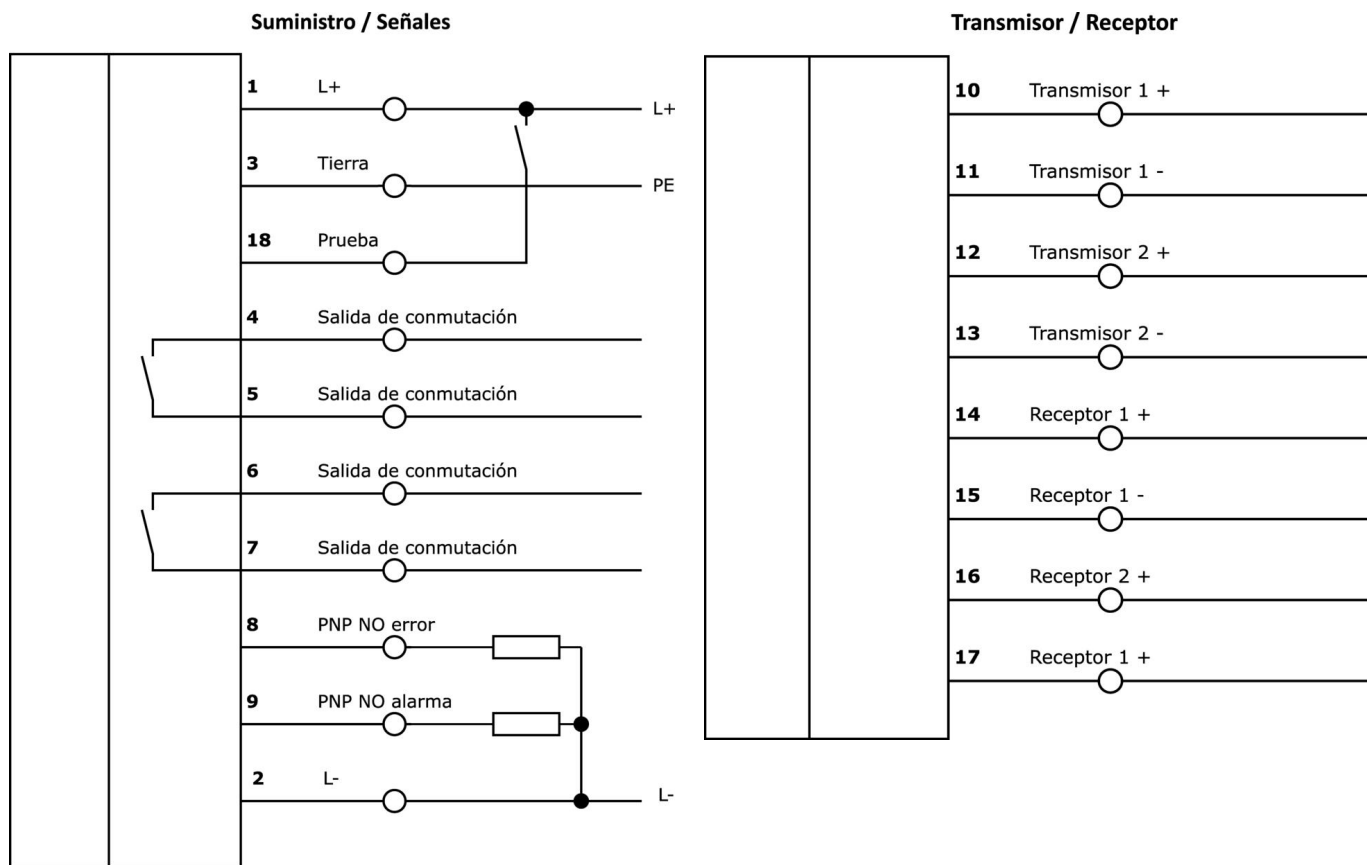 Suministro / Señales
1 L+
L+
3 Tierra
PE
18 Prueba
4 Salida de conmutación
5 Salida de conmutación
6 Salida de conmutación
7 Salida de conmutación
8 PNP NO error
9 PNP NO alarma
2 L-
L-
Transmisor / Receptor
10 Transmisor 1 +
11 Transmisor 1 -
12 Transmisor 2 +
13 Transmisor 2 -
14 Receptor 1 +
15 Receptor 1 -
16 Receptor 2 +
17 Receptor 1 +